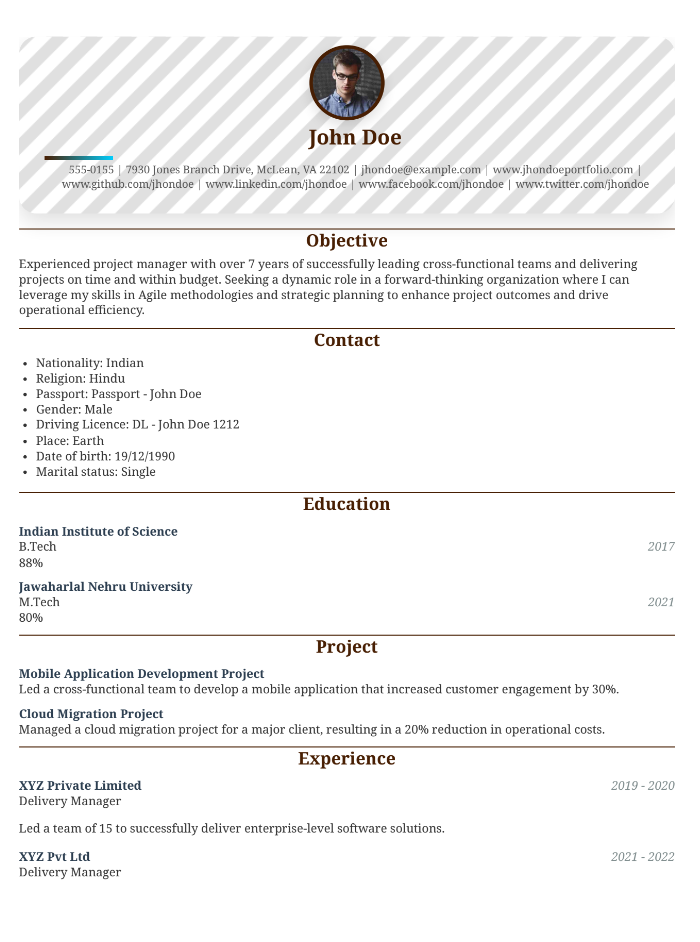 John Doe
555-0155 | 7930 Jones Branch Drive, McLean, VA 22102 | jhondoe@example.com | www.jhondoeportfolio.com |
www.github.com/jhondoe | www.linkedin.com/jhondoe | www.facebook.com/jhondoe | www.twitter.com/jhondoe
Objective
Experienced project manager with over 7 years of successfully leading cross-functional teams and delivering
projects on time and within budget. Seeking a dynamic role in a forward-thinking organization where I can
leverage my skills in Agile methodologies and strategic planning to enhance project outcomes and drive
operational efficiency.
Contact
• Nationality: Indian
• Religion: Hindu
• Passport: Passport - John Doe
• Gender: Male
• Driving Licence: DL - John Doe 1212
• Place: Earth
• Date of birth: 19/12/1990
• Marital status: Single
Education
Indian Institute of Science
B.Tech 2017
88%
Jawaharlal Nehru University
M.Tech 2021
80%
Project
Mobile Application Development Project
Led a cross-functional team to develop a mobile application that increased customer engagement by 30%.
Cloud Migration Project
Managed a cloud migration project for a major client, resulting in a 20% reduction in operational costs.
Experience
XYZ Private Limited 2019 - 2020
Delivery Manager
Led a team of 15 to successfully deliver enterprise-level software solutions.
XYZ Pvt Ltd 2021 - 2022
Delivery Manager